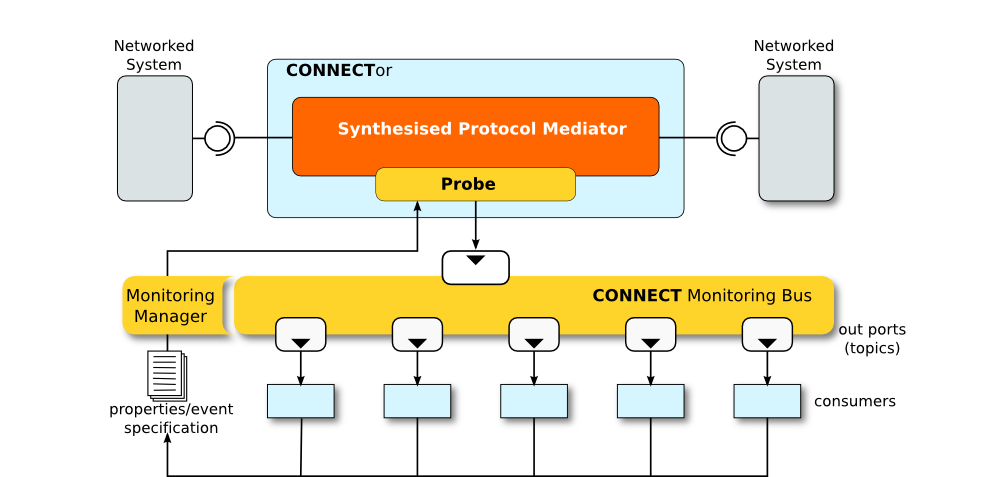 Networked
System
Networked
System
CONNECTor
Synthesised Protocol Mediator
Probe
Monitoring
Manager
CONNECT Monitoring Bus
out ports
(topics)
properties/event
specification
consumers